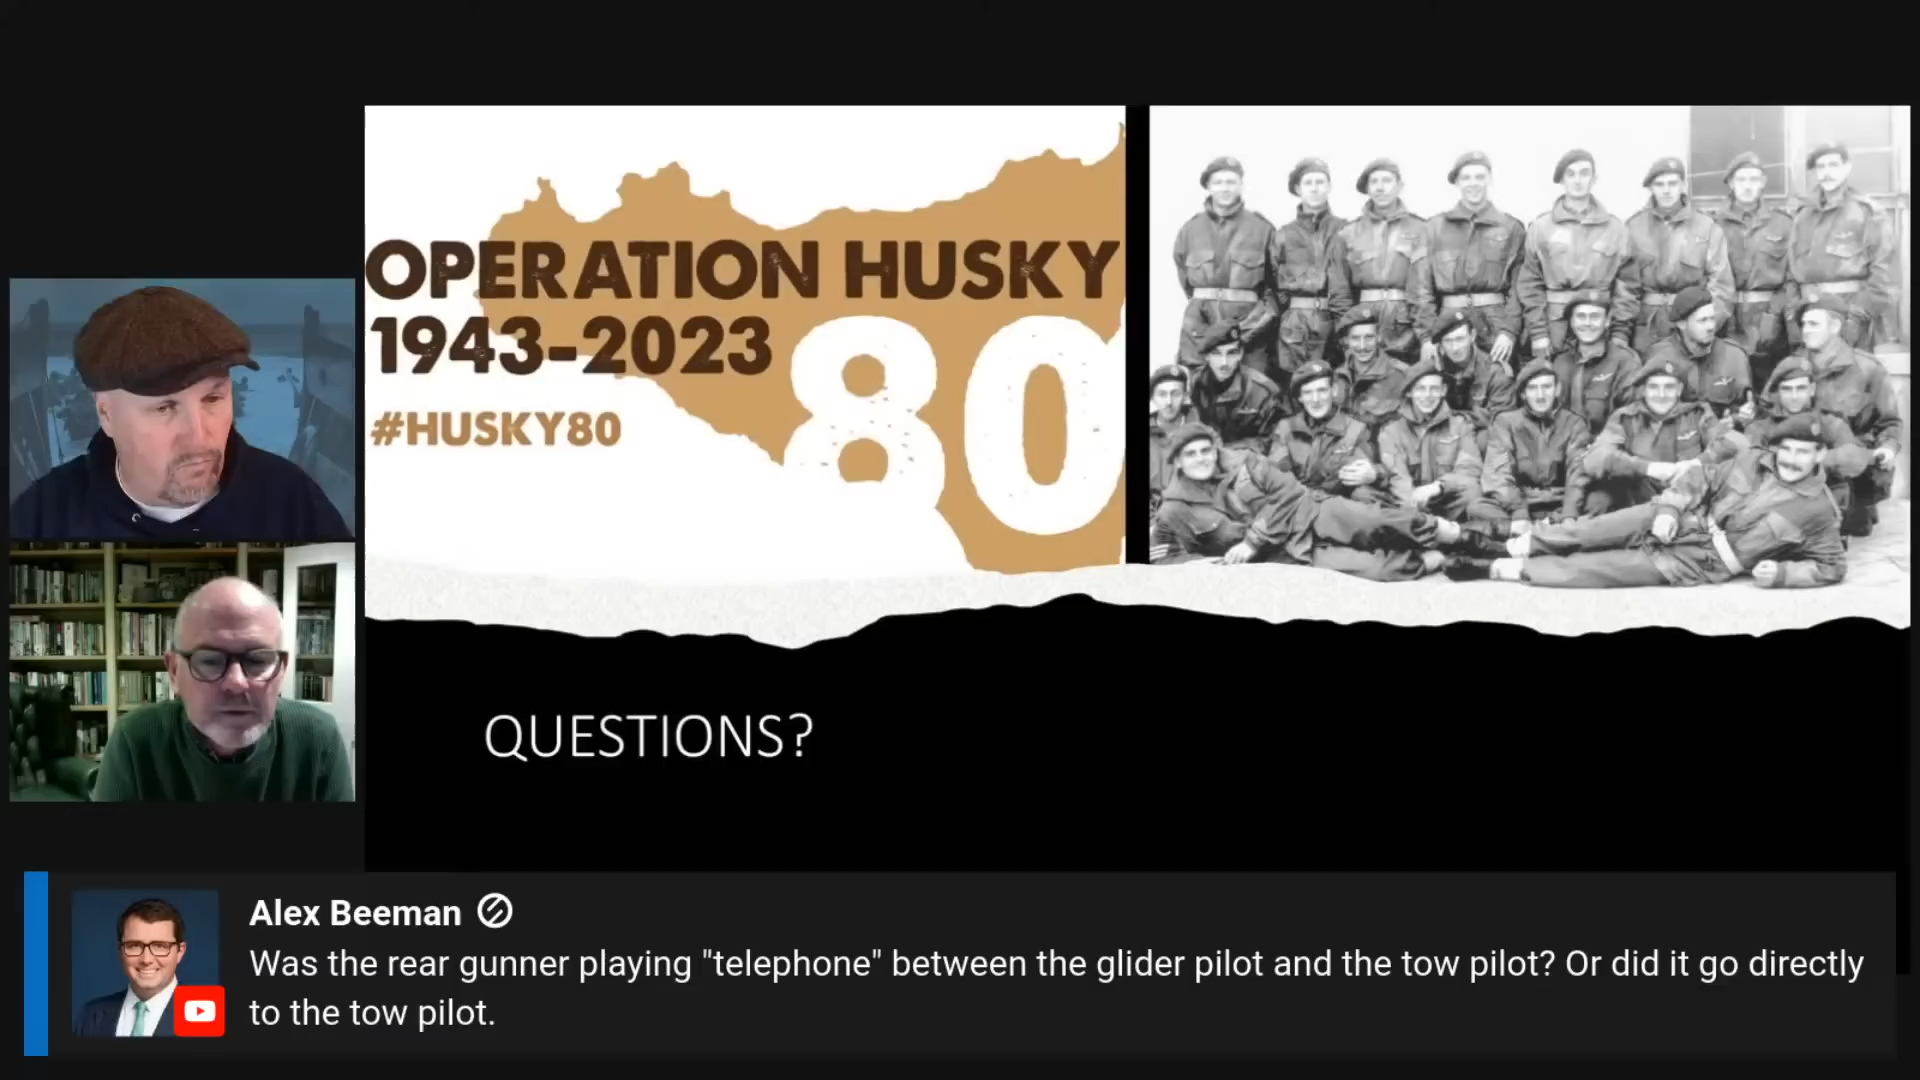 OPERATION HUSKY
1943-2023
80
#HUSKY80
QUESTIONS?
Alex Beeman
Was the rear gunner playing "telephone" between the glider pilot and the tow pilot? Or did it go directly
to the tow pilot.